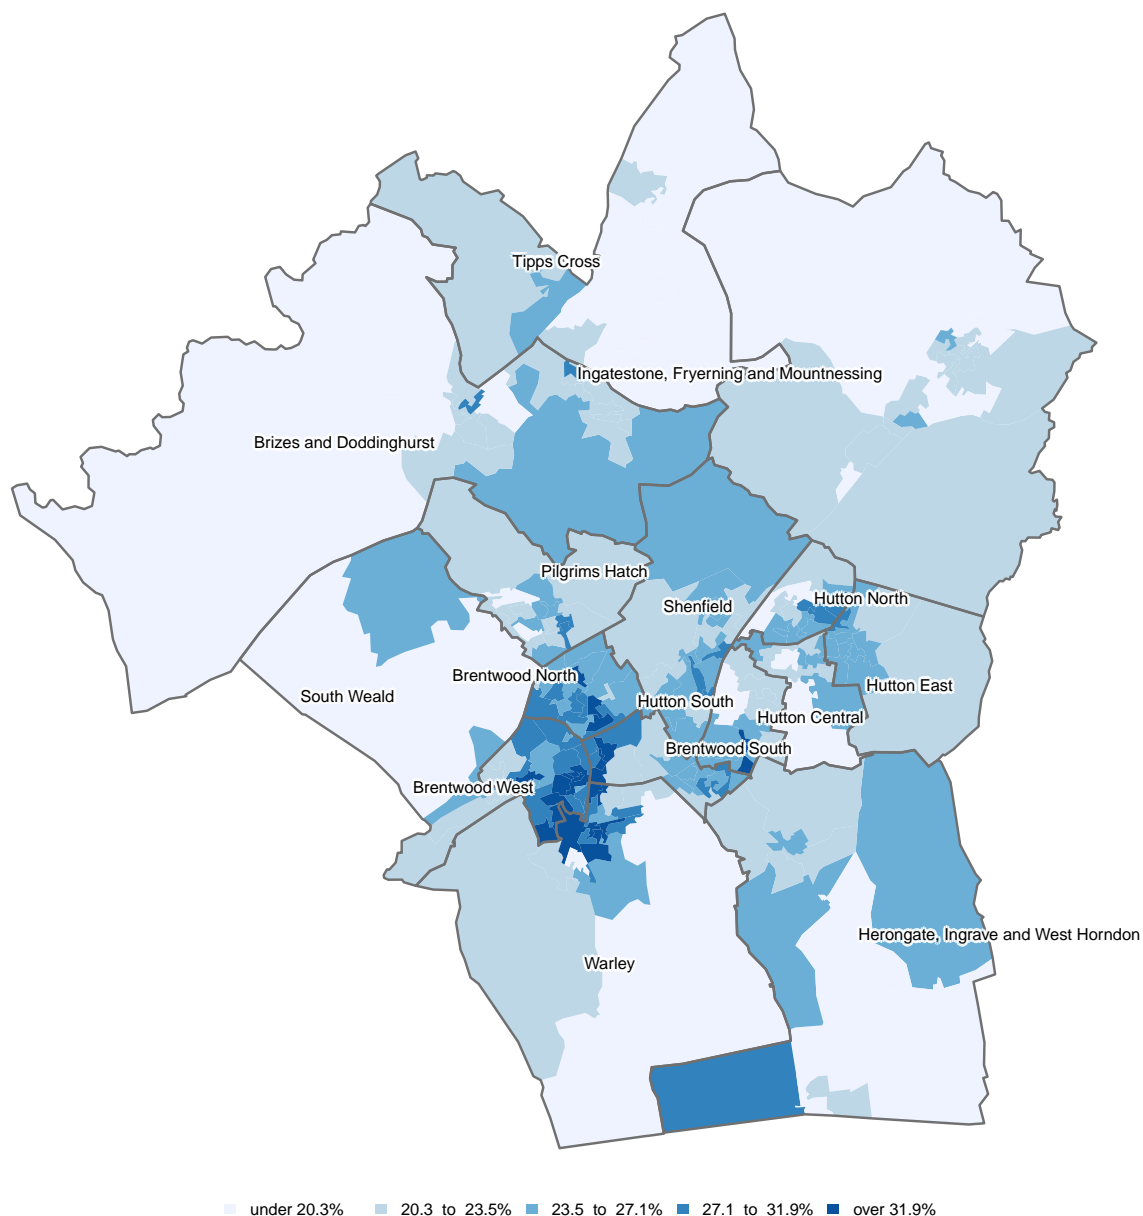 Tipps Cross
Ingatestone, Fryerning and Mountnessing
Brizes and Doddinghurst
Pilgrims Hatch
Shenfield
Hutton North
Brentwood North
Hutton East
South Weald
Hutton South
Hutton Central
Brentwood South
Brentwood West
Herongate, Ingrave and West Horndon
Warley
under 20.3% 20.3 to 23.5% 23.5 to 27.1% 27.1 to 31.9% over 31.9%